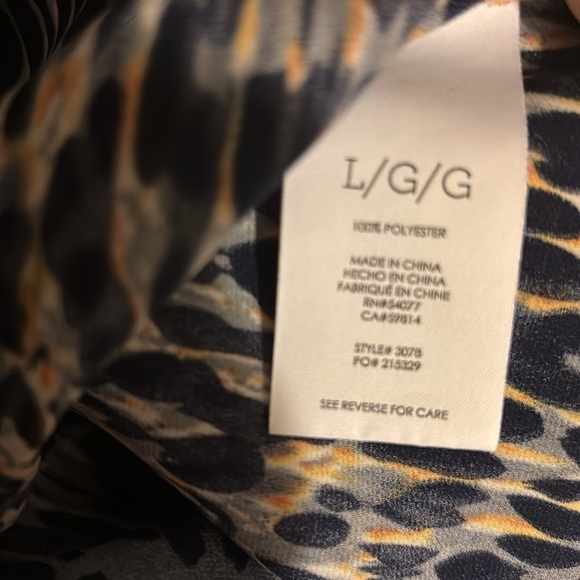 L/G/G
100% POLYESTER
MADE IN CHINA
HECHO EN CHINA
FABRIQUÉ EN CHINE
RN#54077
CA#59814
STYLE# 3078
PO# 215329
SEE REVERSE FOR CARE